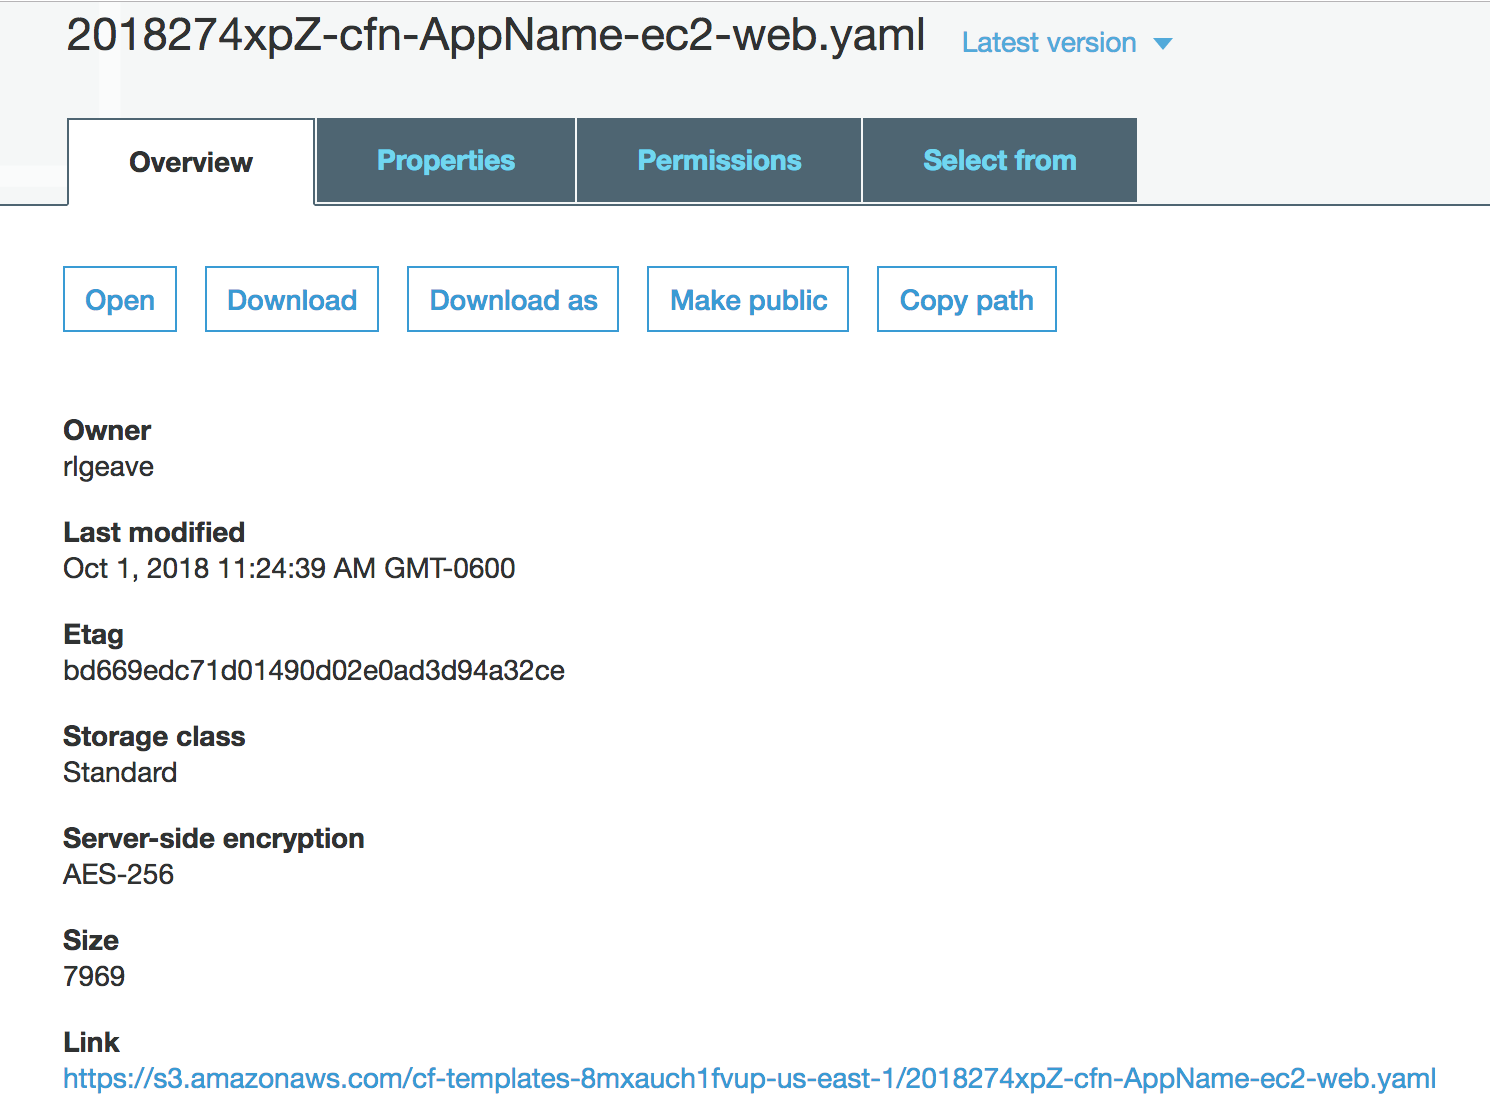 2018274xpZ-cfn-AppName-ec2-web.yaml Latest version
Overview Properties Permissions Select from
Open Download Download as Make public Copy path
Owner
rlgeave
Last modified
Oct 1, 2018 11:24:39 AM GMT-0600
Etag
bd669edc71d01490d02e0ad3d94a32ce
Storage class
Standard
Server-side encryption
AES-256
Size
7969
Link
https://s3.amazonaws.com/cf-templates-8mxauch1fvup-us-east-1/2018274xpZ-cfn-AppName-ec2-web.yaml